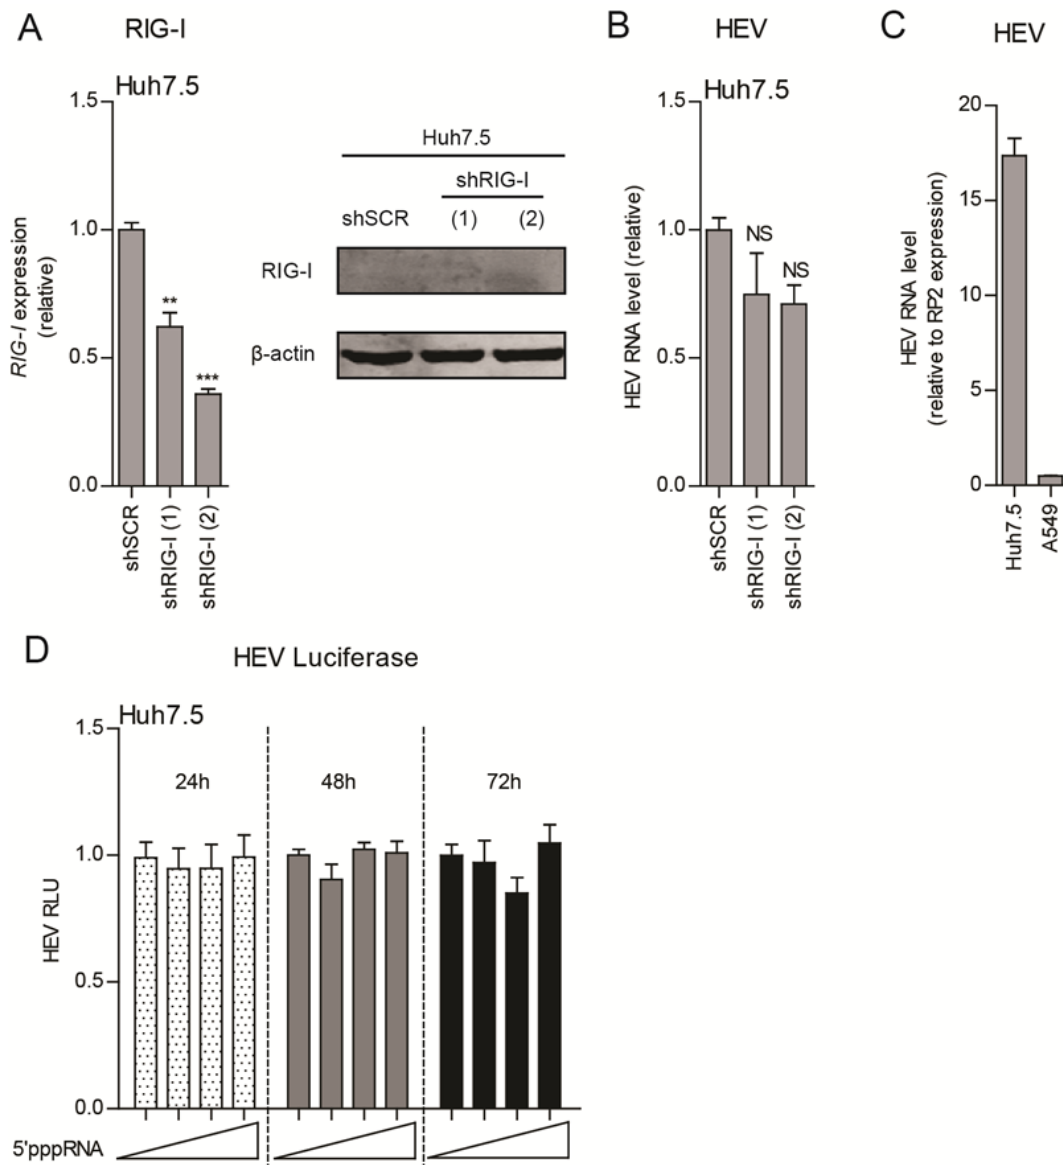 A
RIG-I
Huh7.5
RIG-I expression
(relative)
1.5
1.0
0.5
0.0
**
***
shSCR
shRIG-I (1)
shRIG-I (2)
Huh7.5
shRIG-I
shSCR (1) (2)
RIG-I
β-actin
B
HEV
Huh7.5
HEV RNA level (relative)
1.5
1.0
0.5
0.0
NS
NS
shSCR
shRIG-I (1)
shRIG-I (2)
C
HEV
HEV RNA level
(relative to RP2 expression)
20
15
10
5
0
Huh7.5
A549
D
HEV Luciferase
Huh7.5
HEV RLU
1.5
1.0
0.5
0.0
24h 48h 72h
5'pppRNA